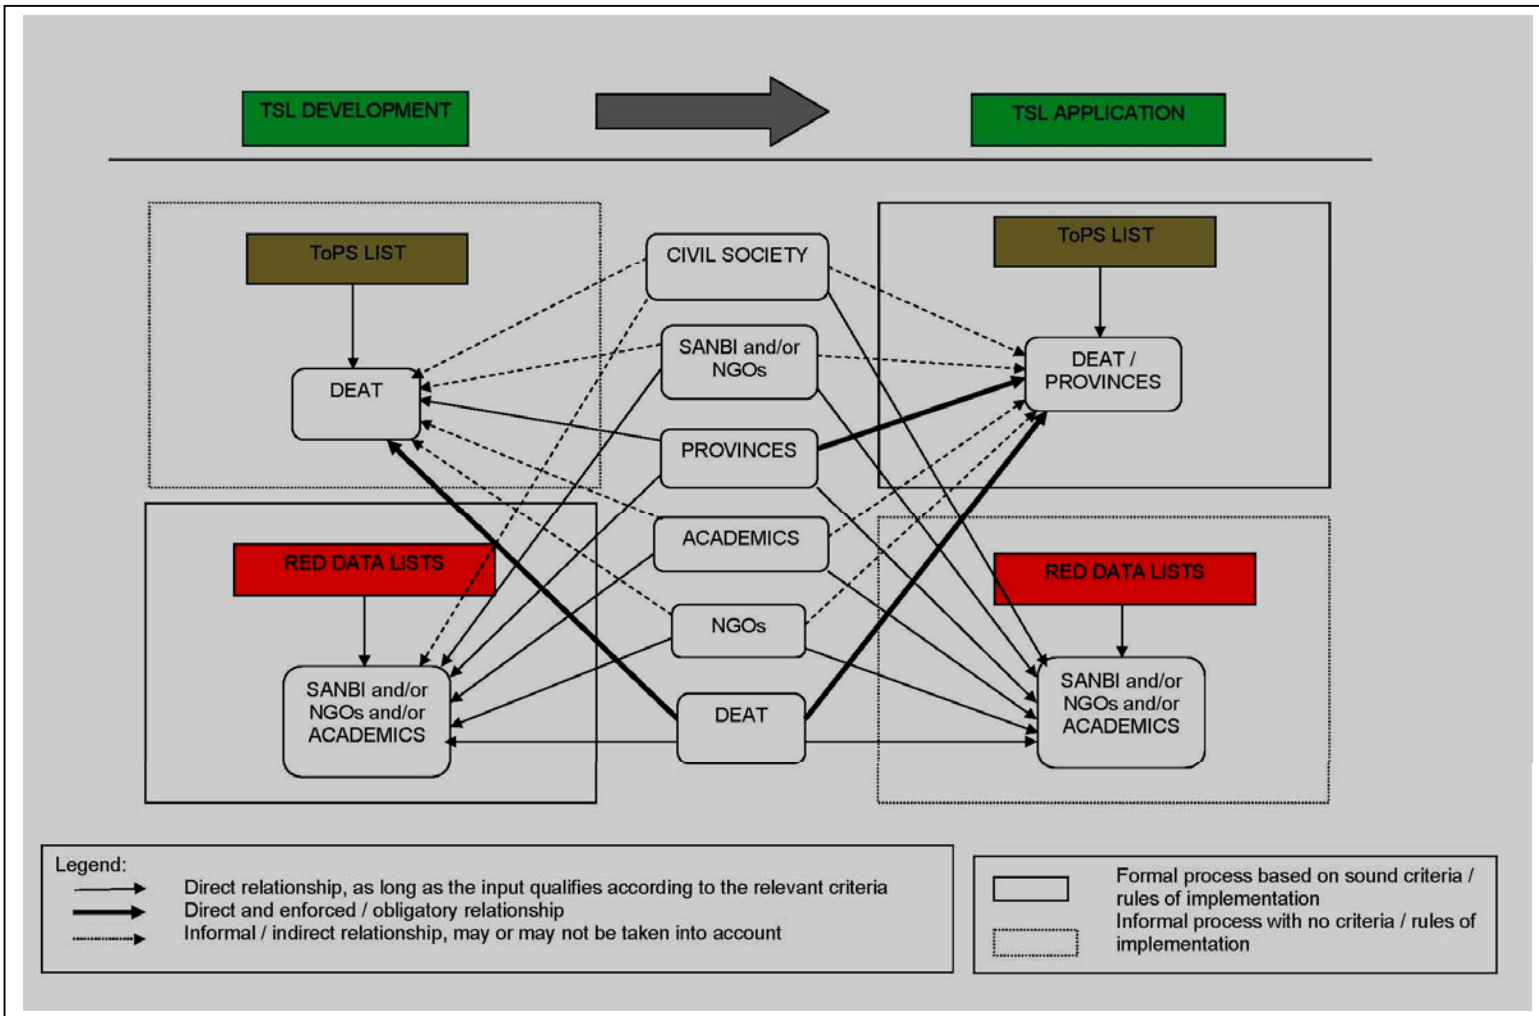 TSL DEVELOPMENT
TSL APPLICATION
ToPS LIST
DEAT
RED DATA LISTS
SANBI and/or
NGOs and/or
ACADEMICS
CIVIL SOCIETY
SANBI and/or
NGOs
PROVINCES
ACADEMICS
NGOs
DEAT
ToPS LIST
DEAT /
PROVINCES
RED DATA LISTS
SANBI and/or
NGOs and/or
ACADEMICS
Legend:
Direct relationship, as long as the input qualifies according to the relevant criteria
Direct and enforced / obligatory relationship
Informal / indirect relationship, may or may not be taken into account
Formal process based on sound criteria /
rules of implementation
Informal process with no criteria / rules of
implementation